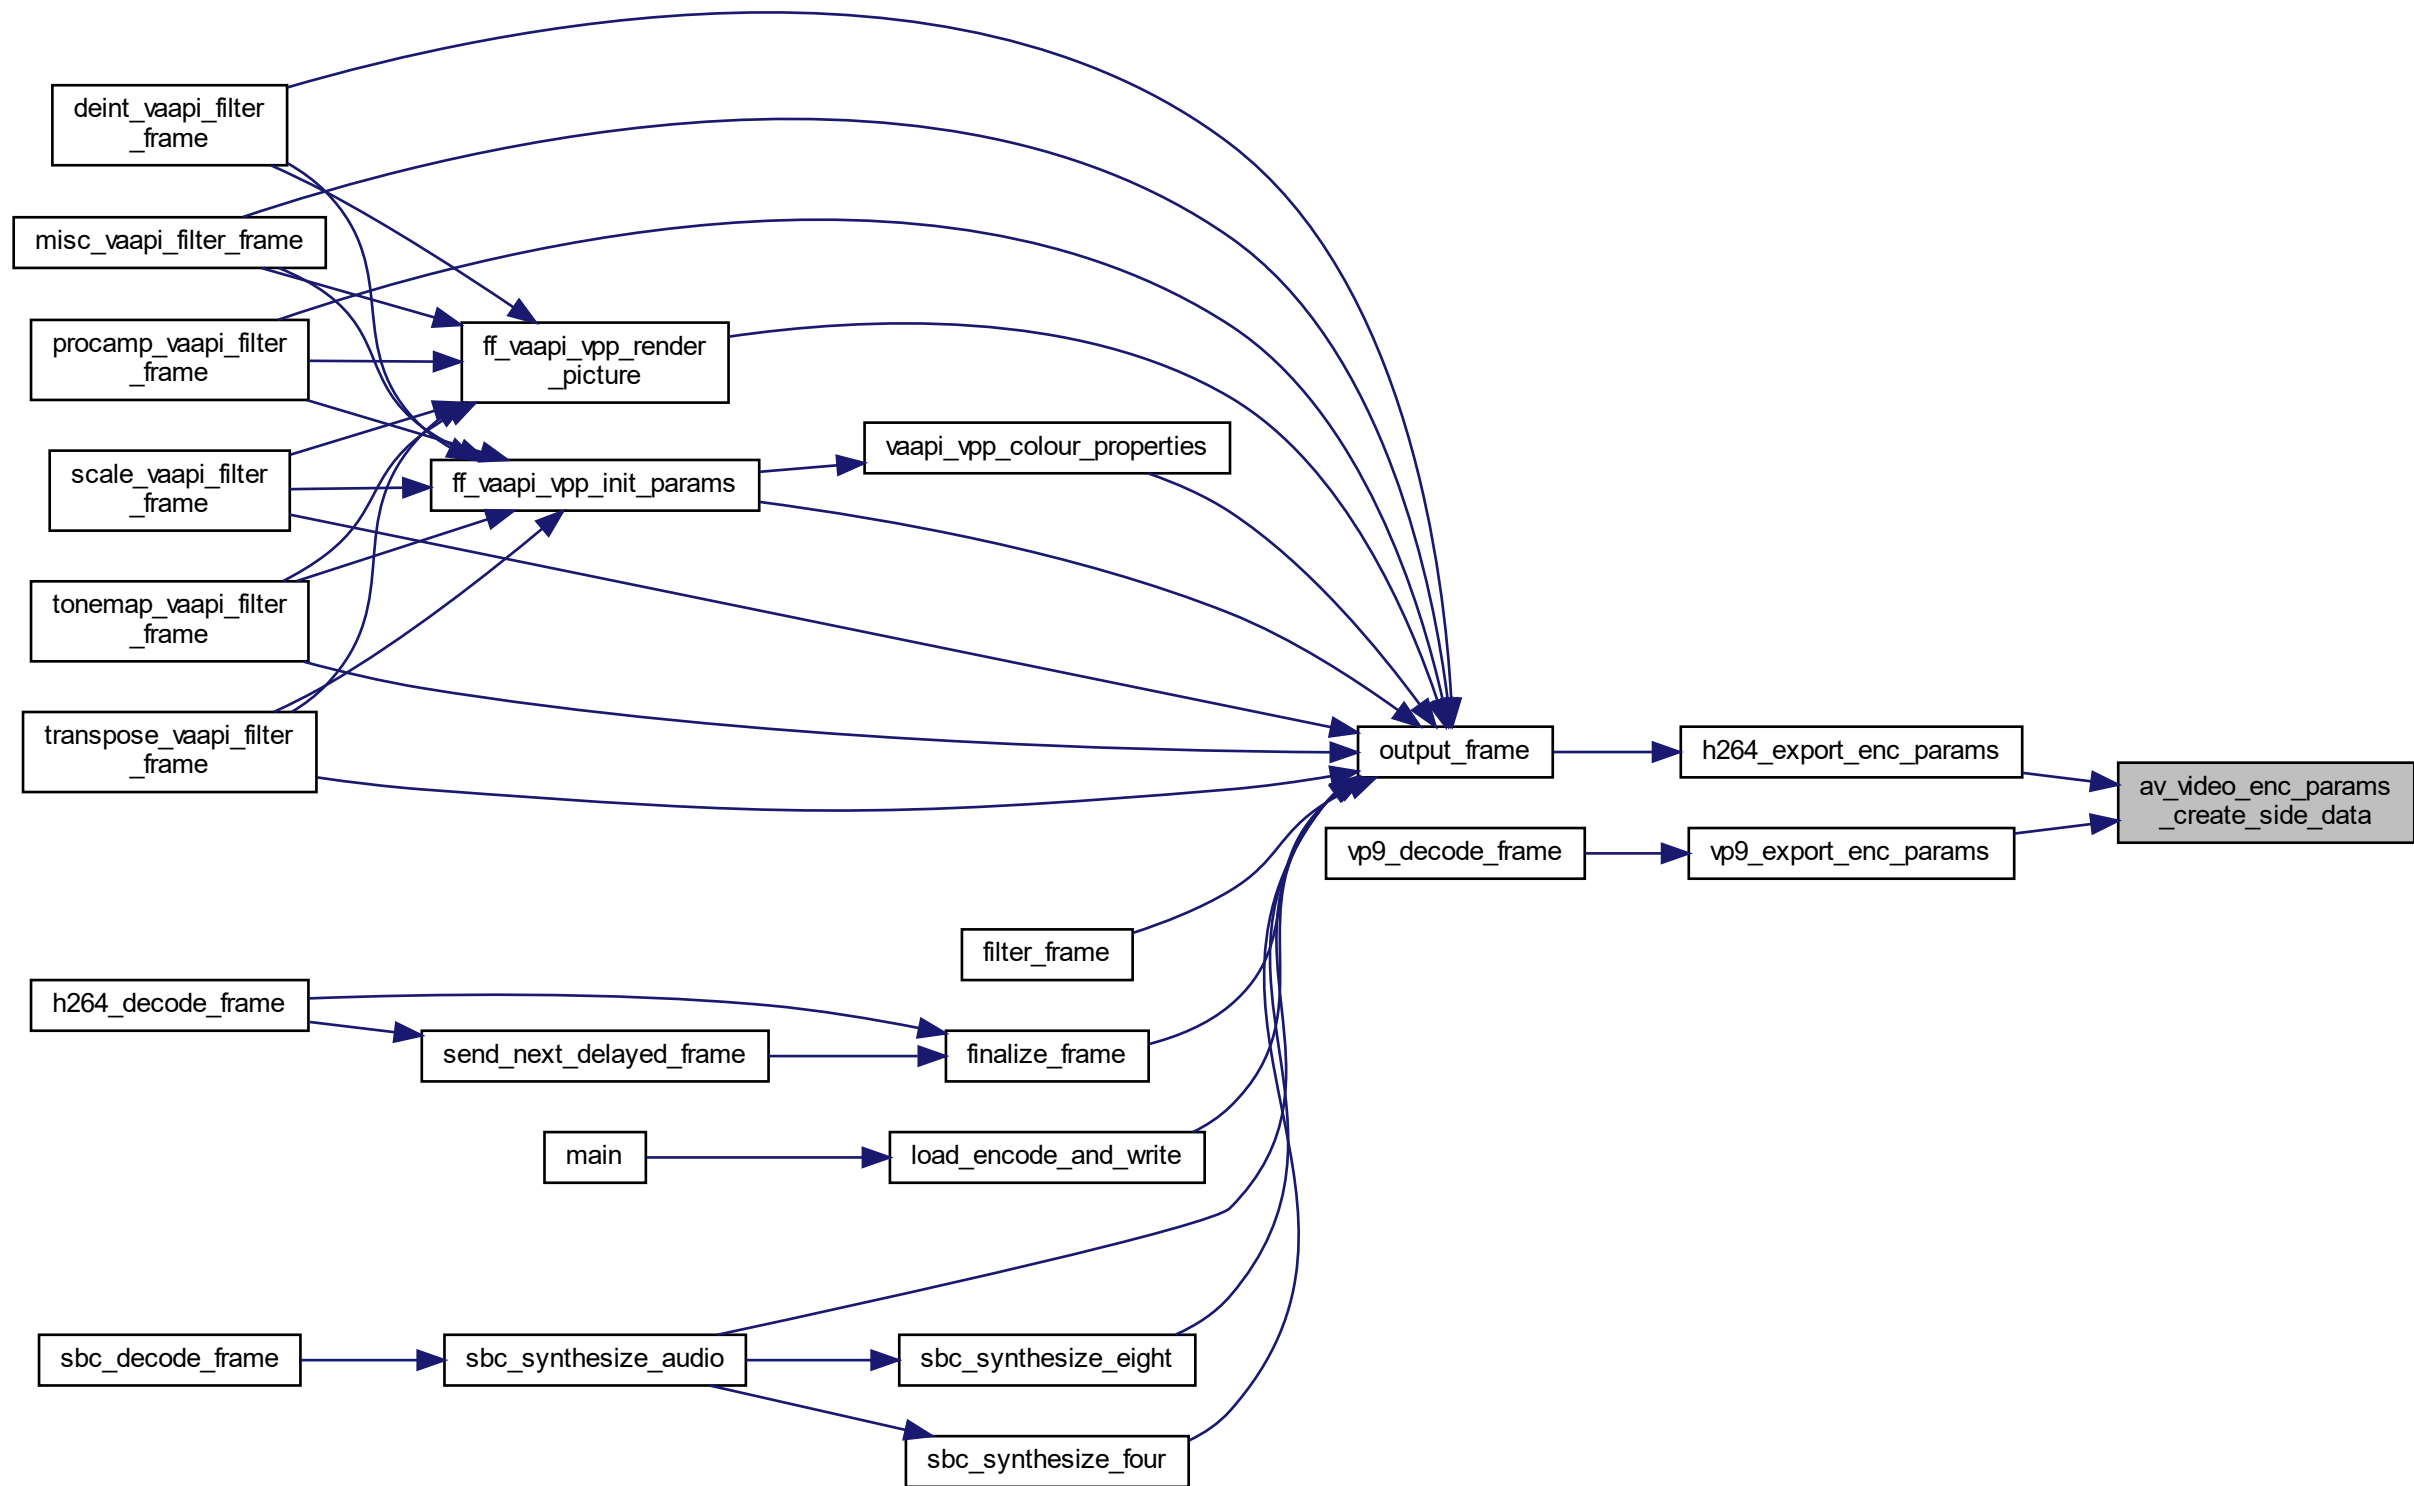 deint_vaapi_filter
_frame
misc_vaapi_filter_frame
procamp_vaapi_filter
_frame
ff_vaapi_vpp_render
_picture
vaapi_vpp_colour_properties
scale_vaapi_filter
_frame
ff_vaapi_vpp_init_params
tonemap_vaapi_filter
_frame
transpose_vaapi_filter
_frame
output_frame
h264_export_enc_params
av_video_enc_params
_create_side_data
vp9_decode_frame
vp9_export_enc_params
filter_frame
h264_decode_frame
send_next_delayed_frame
finalize_frame
main
load_encode_and_write
sbc_decode_frame
sbc_synthesize_audio
sbc_synthesize_eight
sbc_synthesize_four